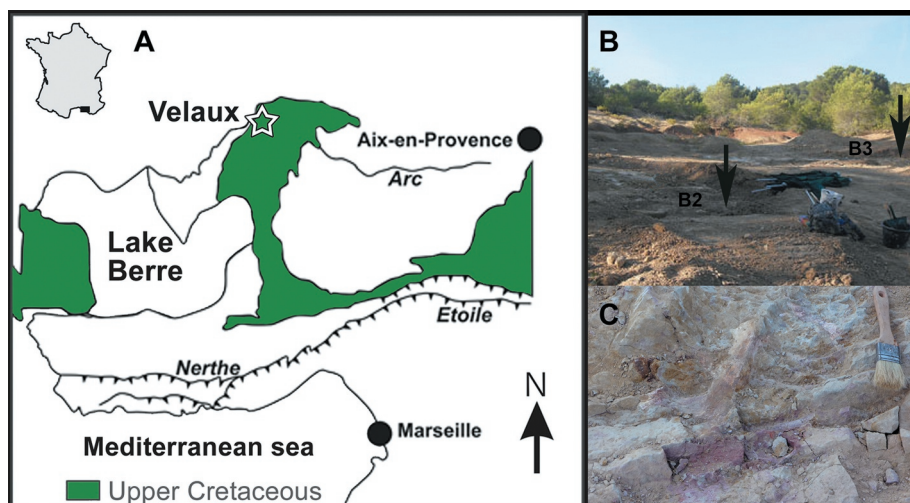 A
Velaux
Aix-en-Provence
Arc
Lake
Berre
Etoile
Nerthe
N
Marseille
Mediterranean sea
Upper Cretaceous
B
B3
B2
C